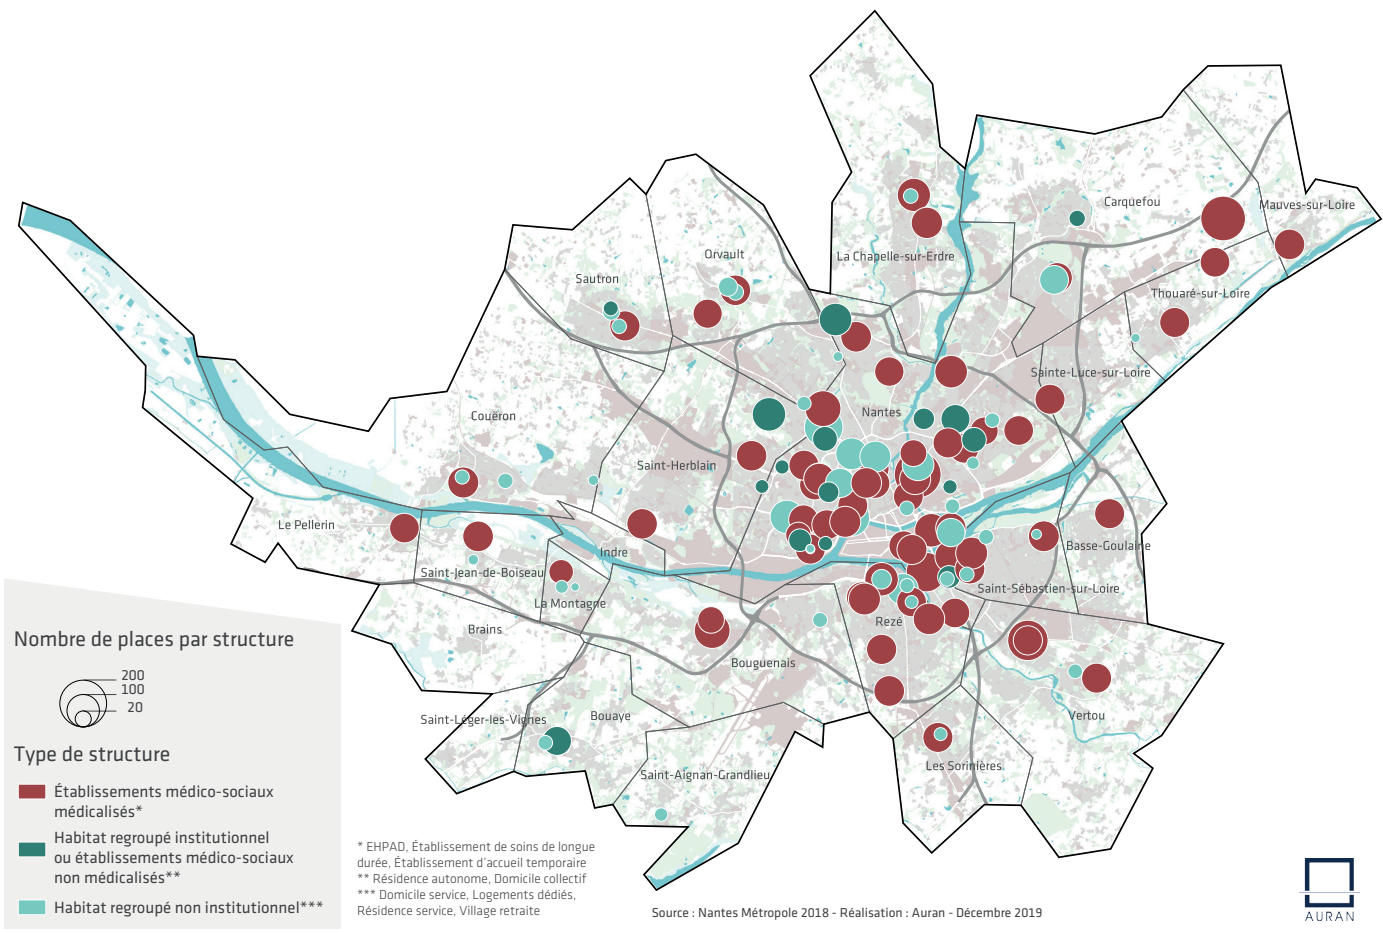 Carquefou
Mauves-sur-Loire
Orvault
La Chapelle-sur-Erdre
Sautron
Thouaré-sur-Loire
Sainte-Luce-sur-Loire
Couëron
Nantes
Saint-Herblain
Le Pellerin
Indre
Basse-Goulaine
Saint-Jean-de-Boiseau
Saint-Sébastien-sur-Loire
La Montagne
Rezé
Brains
Bouguenais
Saint-Léger-les-Vignes
Bouaye
Vertou
Saint-Aignan-Grandlieu
Les Sorinières
Nombre de places par structure
200
100
20
Type de structure
Établissements médico-sociaux
médicalisés*
Habitat regroupé institutionnel
ou établissements médico-sociaux
non médicalisés**
Habitat regroupé non institutionnel***
* EHPAD, Établissement de soins de longue
durée, Établissement d'accueil temporaire
** Résidence autonome, Domicile collectif
*** Domicile service, Logements dédiés,
Résidence service, Village retraite
Source : Nantes Métropole 2018 - Réalisation : Auran - Décembre 2019
AURAN